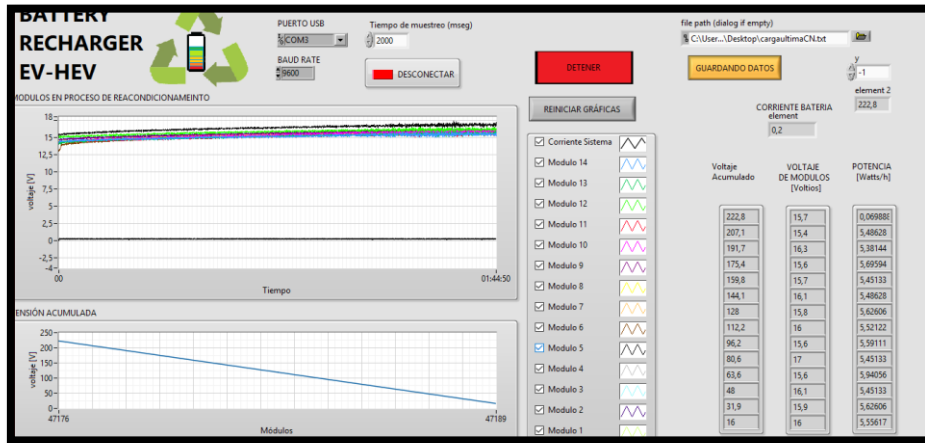 BATTERY
RECHARGER
EV-HEV
PUERTO USB
COM3
BAUD RATE
9600
Tiempo de muestreo (mseg)
2000
DESCONECTAR
DETENER
REINICIAR GRÁFICAS
file path (dialog if empty)
C:\User...\Desktop\cargaultimaCN.txt
GUARDANDO DATOS
y
-1
element 2
222,8
CORRIENTE BATERIA
element
0,2
MODULOS EN PROCESO DE REACONDICIONAMEINTO
voltaje [V]
18
15
12,5
10
7,5
5
2,5
0
-2,5
-4
00
01:44:50
Tiempo
Corriente Sistema
Modulo 14
Modulo 13
Modulo 12
Modulo 11
Modulo 10
Modulo 9
Modulo 8
Modulo 7
Modulo 6
Modulo 5
Modulo 4
Modulo 3
Modulo 2
Modulo 1
ENSIÓN ACUMULADA
voltaje [V]
250
200
150
100
50
0
47176
47189
Módulos
Voltaje
Acumulado
222,8
207,1
191,7
175,4
159,8
144,1
128
112,2
96,2
80,6
63,6
48
31,9
16
VOLTAJE
DE MODULOS
[Voltios]
15,7
15,4
16,3
15,6
15,7
16,1
15,8
16
15,6
17
15,6
16,1
15,9
16
POTENCIA
[Watts/h]
0,06988
5,48628
5,38144
5,69594
5,45133
5,48628
5,62606
5,52122
5,59111
5,45133
5,94056
5,45133
5,62606
5,55617